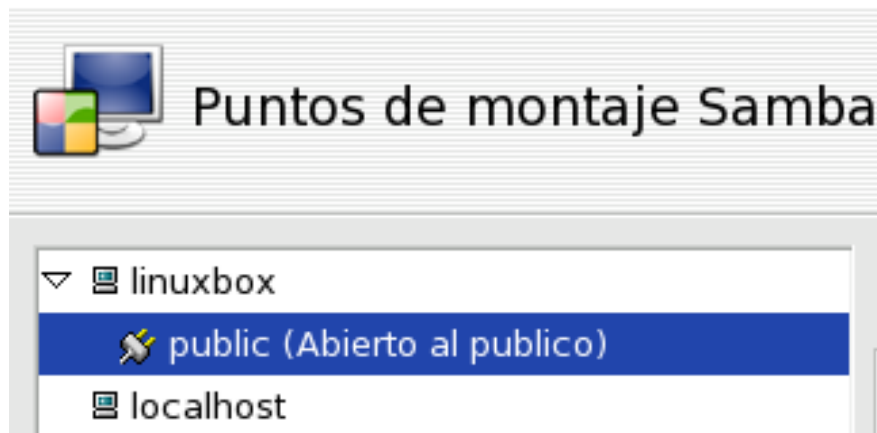 Puntos de montaje Samba
linuxbox
public (Abierto al publico)
localhost